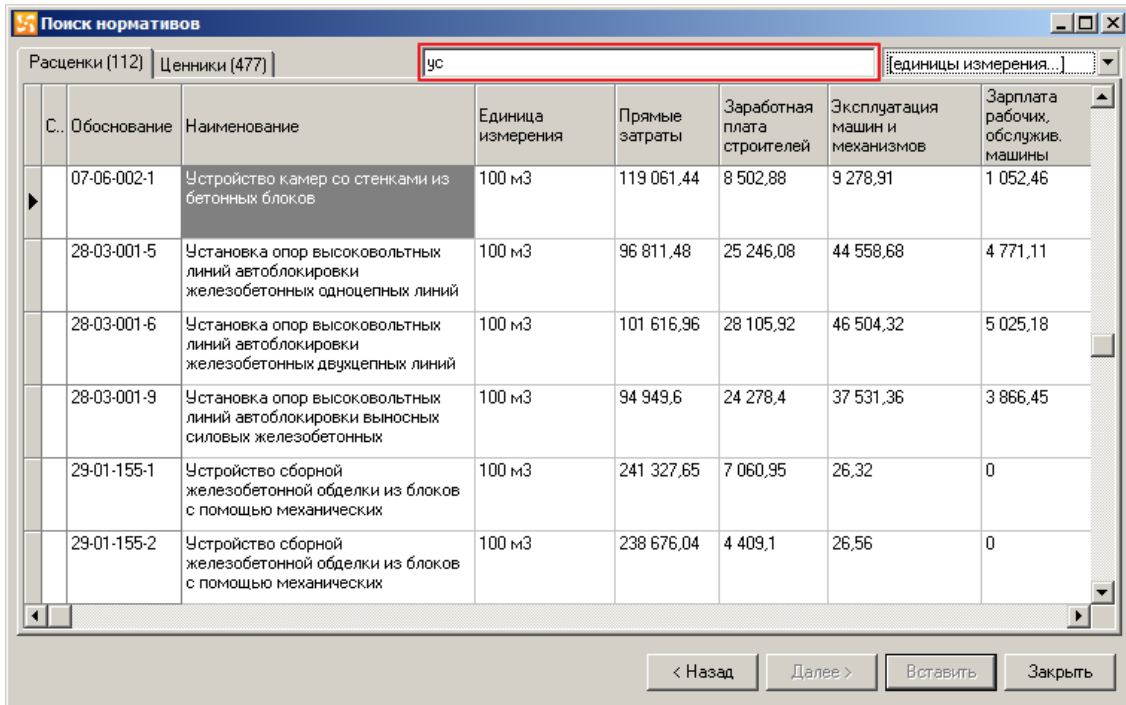 Поиск нормативов
Расценки (112) Ценники (477) ус [единицы измерения...]
С.. Обоснование Наименование Единица измерения Прямые затраты Заработная плата строителей Эксплуатация машин и механизмов Зарплата рабочих, обслужив. машины
07-06-002-1 Устройство камер со стенками из 100 м3 119 061,44 8 502,88 9 278,91 1 052,46
бетонных блоков
28-03-001-5 Установка опор высоковольтных 100 м3 96 811,48 25 246,08 44 558,68 4 771,11
линий автоблокировки
железобетонных одноцепных линий
28-03-001-6 Установка опор высоковольтных 100 м3 101 616,96 28 105,92 46 504,32 5 025,18
линий автоблокировки
железобетонных двухцепных линий
28-03-001-9 Установка опор высоковольтных 100 м3 94 949,6 24 278,4 37 531,36 3 866,45
линий автоблокировки выносных
силовых железобетонных
29-01-155-1 Устройство сборной 100 м3 241 327,65 7 060,95 26,32 0
железобетонной обделки из блоков
с помощью механических
29-01-155-2 Устройство сборной 100 м3 238 676,04 4 409,1 26,56 0
железобетонной обделки из блоков
с помощью механических
< Назад Далее > Вставить Закрыть